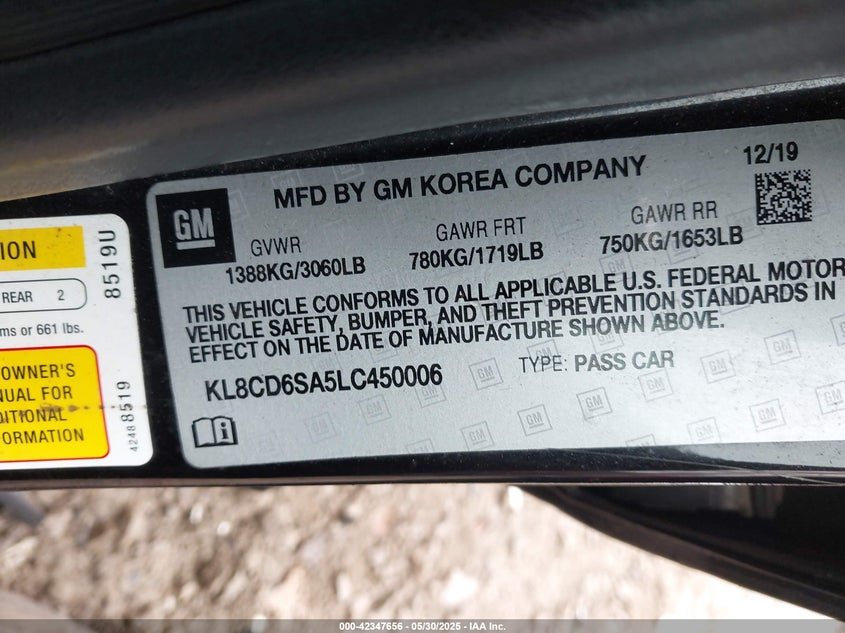 MFD BY GM KOREA COMPANY
12/19
GM
GVWR
1388KG/3060LB
GAWR FRT
780KG/1719LB
GAWR RR
750KG/1653LB
THIS VEHICLE CONFORMS TO ALL APPLICABLE U.S. FEDERAL MOTOR
VEHICLE SAFETY, BUMPER, AND THEFT PREVENTION STANDARDS IN
EFFECT ON THE DATE OF MANUFACTURE SHOWN ABOVE.
KL8CD6SA5LC450006
TYPE: PASS CAR
ION
REAR 2
ms or 661 lbs.
OWNER'S
NUAL FOR
DITIONAL
FORMATION
8519U
42488519
000-42347656 - 05/30/2025 - IAA Inc.